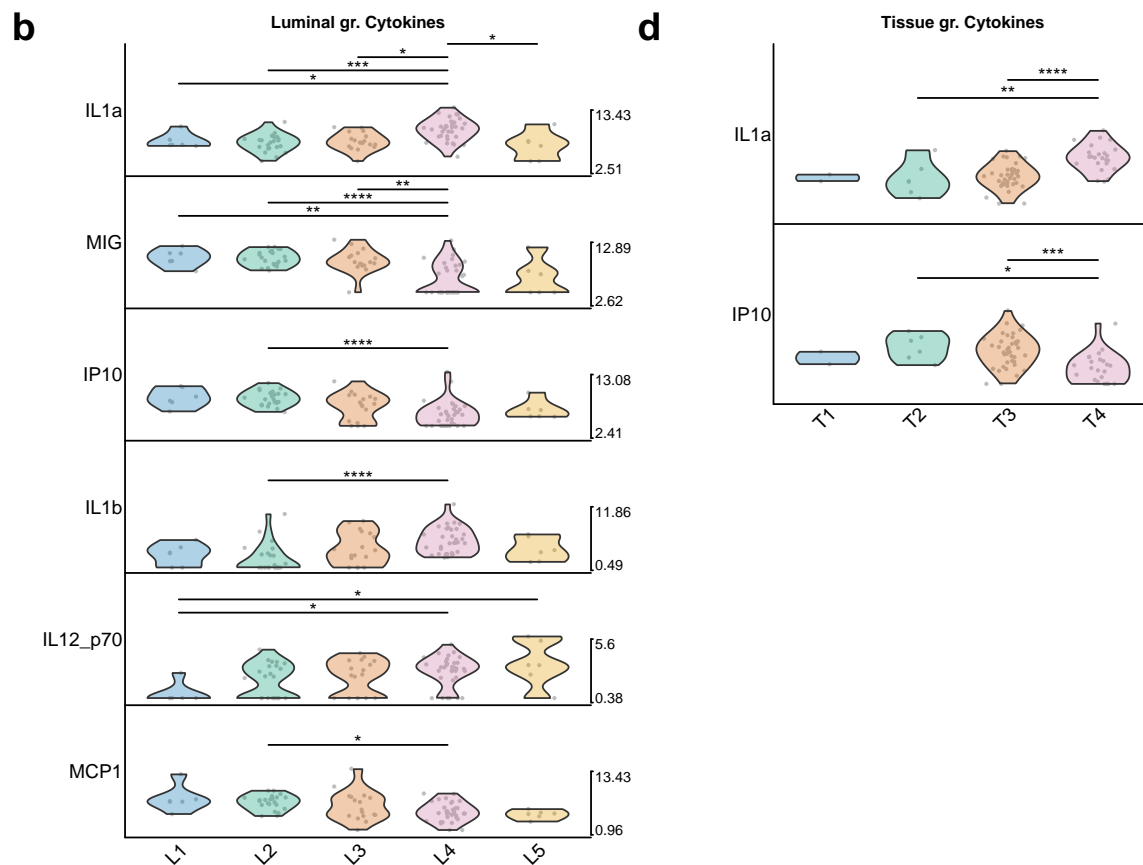 b
Luminal gr. Cytokines
*
*
***
*
IL1a
13.43
2.51
**
****
**
MIG
12.89
2.62
****
IP10
13.08
2.41
****
IL1b
11.86
0.49
*
*
IL12_p70
5.6
0.38
*
MCP1
13.43
0.96
L1 L2 L3 L4 L5
d
Tissue gr. Cytokines
****
**
IL1a
***
*
IP10
T1 T2 T3 T4